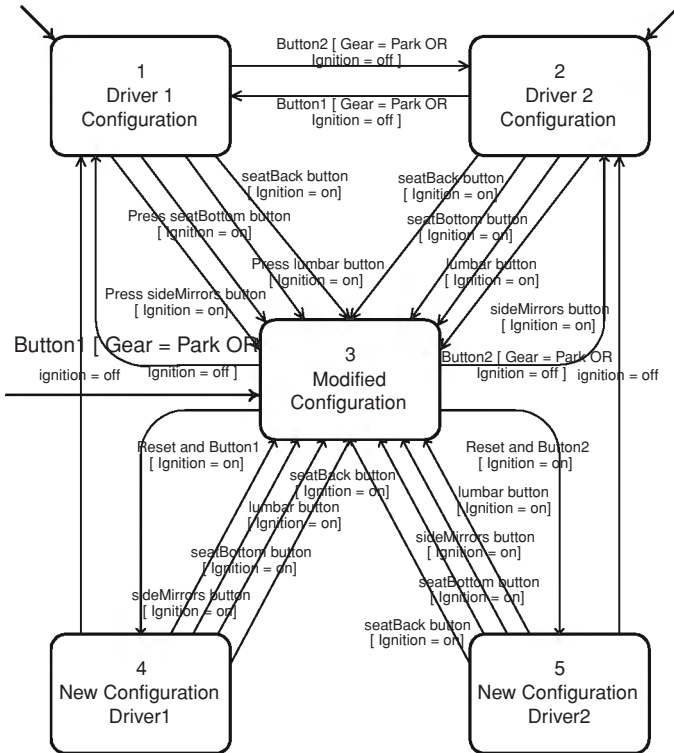 Button2 [ Gear = Park OR
Ignition = off ]
1
Driver 1
Configuration
2
Driver 2
Configuration
Button1 [ Gear = Park OR
Ignition = off ]
seatBack button
[ Ignition = on]
seatBack button
[ Ignition = on]
Press seatBottom button
[ Ignition = on]
seatBottom button
[ Ignition = on]
Press lumbar button
[ Ignition = on]
lumbar button
[ Ignition = on]
Press sideMirrors button
[ Ignition = on]
sideMirrors button
[ Ignition = on]
Button1 [ Gear = Park OR
Ignition = off ]
ignition = off
3
Modified
Configuration
Button2 [ Gear = Park OR
Ignition = off ]
ignition = off
Reset and Button1
[ Ignition = on]
Reset and Button2
[ Ignition = on]
seatBack button
[ Ignition = on]
lumbar button
[ Ignition = on]
lumbar button
[ Ignition = on]
seatBottom button
[ Ignition = on]
sideMirrors button
[ Ignition = on]
sideMirrors button
[ Ignition = on]
seatBottom button
[ Ignition = on]
seatBack button
[ Ignition = on]
4
New Configuration
Driver1
5
New Configuration
Driver2